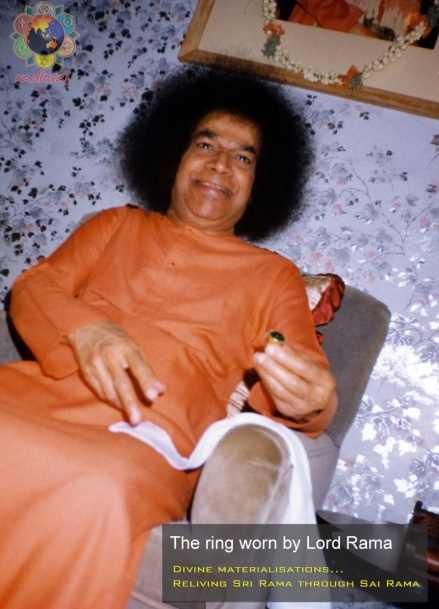 radiosai
The ring worn by Lord Rama
Divine materialisations...
Reliving Sri Rama through Sai Rama